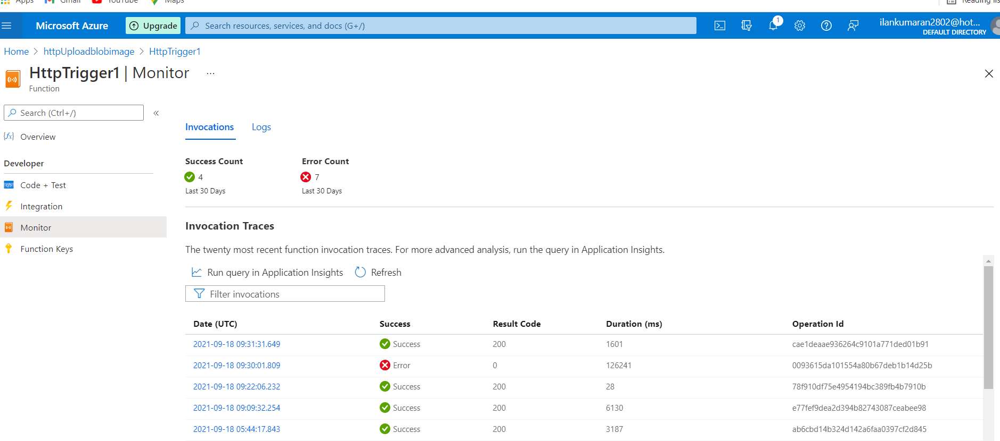 Apps Gmail YouTube Maps Reading lis
Microsoft Azure Upgrade Search resources, services, and docs (G+/) 1 ilankumaran2802@hot...
DEFAULT DIRECTORY
Home > httpUploadblobimage > HttpTrigger1
HttpTrigger1 | Monitor ...
Function
Search (Ctrl+/) «
Overview
Developer
Code + Test
Integration
Monitor
Function Keys
Invocations Logs
Success Count Error Count
4 7
Last 30 Days Last 30 Days
Invocation Traces
The twenty most recent function invocation traces. For more advanced analysis, run the query in Application Insights.
Run query in Application Insights Refresh
Filter invocations
Date (UTC) Success Result Code Duration (ms) Operation Id
2021-09-18 09:31:31.649 Success 200 1601 cae1deaae936264c9101a771ded01b91
2021-09-18 09:30:01.809 Error 0 126241 0093615da101554a80b67deb1b14d25b
2021-09-18 09:22:06.232 Success 200 28 78f910df75e4954194bc389fb4b7910b
2021-09-18 09:09:32.254 Success 200 6130 e77fef9dea2d394b82743087ceabee98
2021-09-18 05:44:17.843 Success 200 3187 ab6cbd14b324d142a6faa0397cf2d845